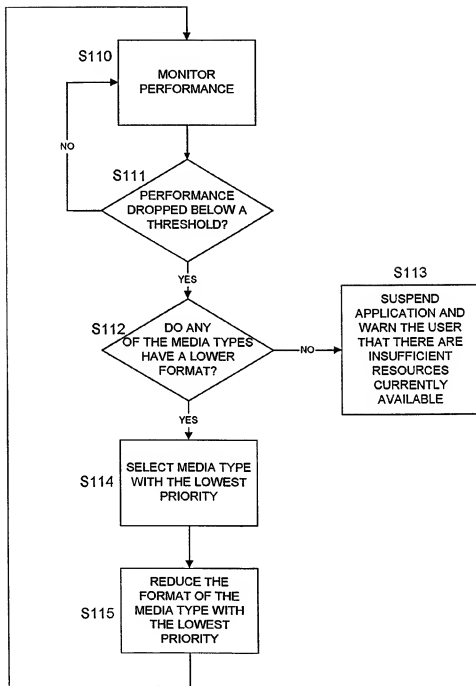 S110
MONITOR
PERFORMANCE
NO
S111
PERFORMANCE
DROPPED BELOW A
THRESHOLD?
YES
S112
DO ANY
OF THE MEDIA TYPES
HAVE A LOWER
FORMAT?
NO
S113
SUSPEND
APPLICATION AND
WARN THE USER
THAT THERE ARE
INSUFFICIENT
RESOURCES
CURRENTLY
AVAILABLE
YES
S114
SELECT MEDIA TYPE
WITH THE LOWEST
PRIORITY
S115
REDUCE THE
FORMAT OF THE
MEDIA TYPE WITH
THE LOWEST
PRIORITY